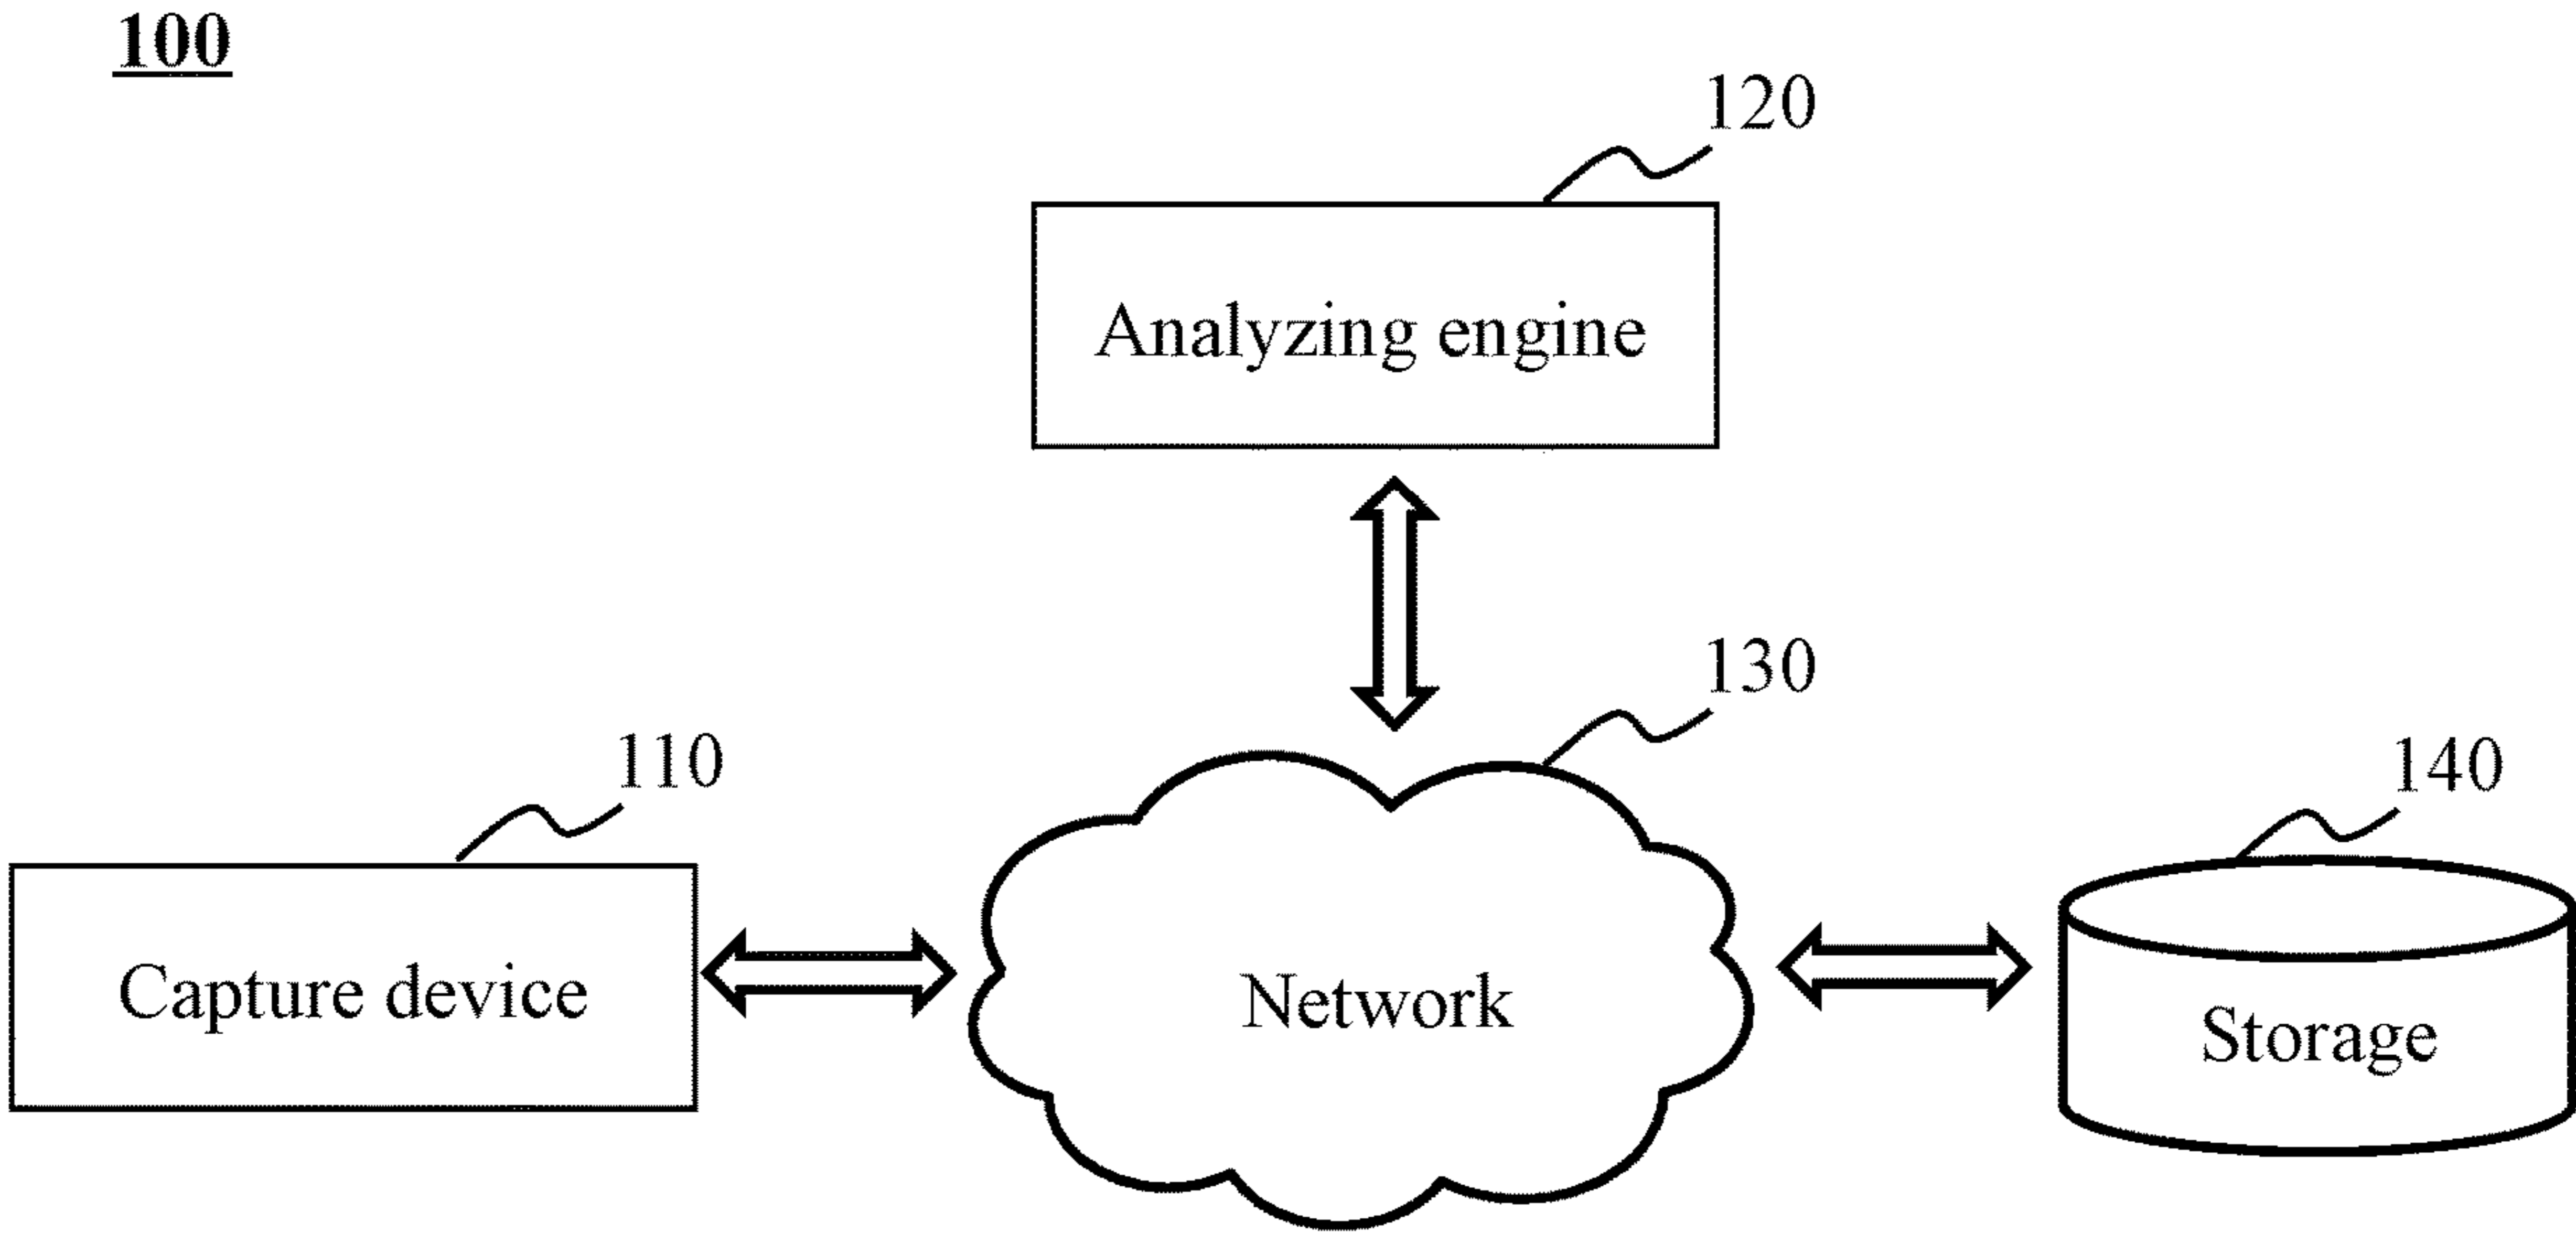 100
120
Analyzing engine
130
110
140
Capture device
Network
Storage